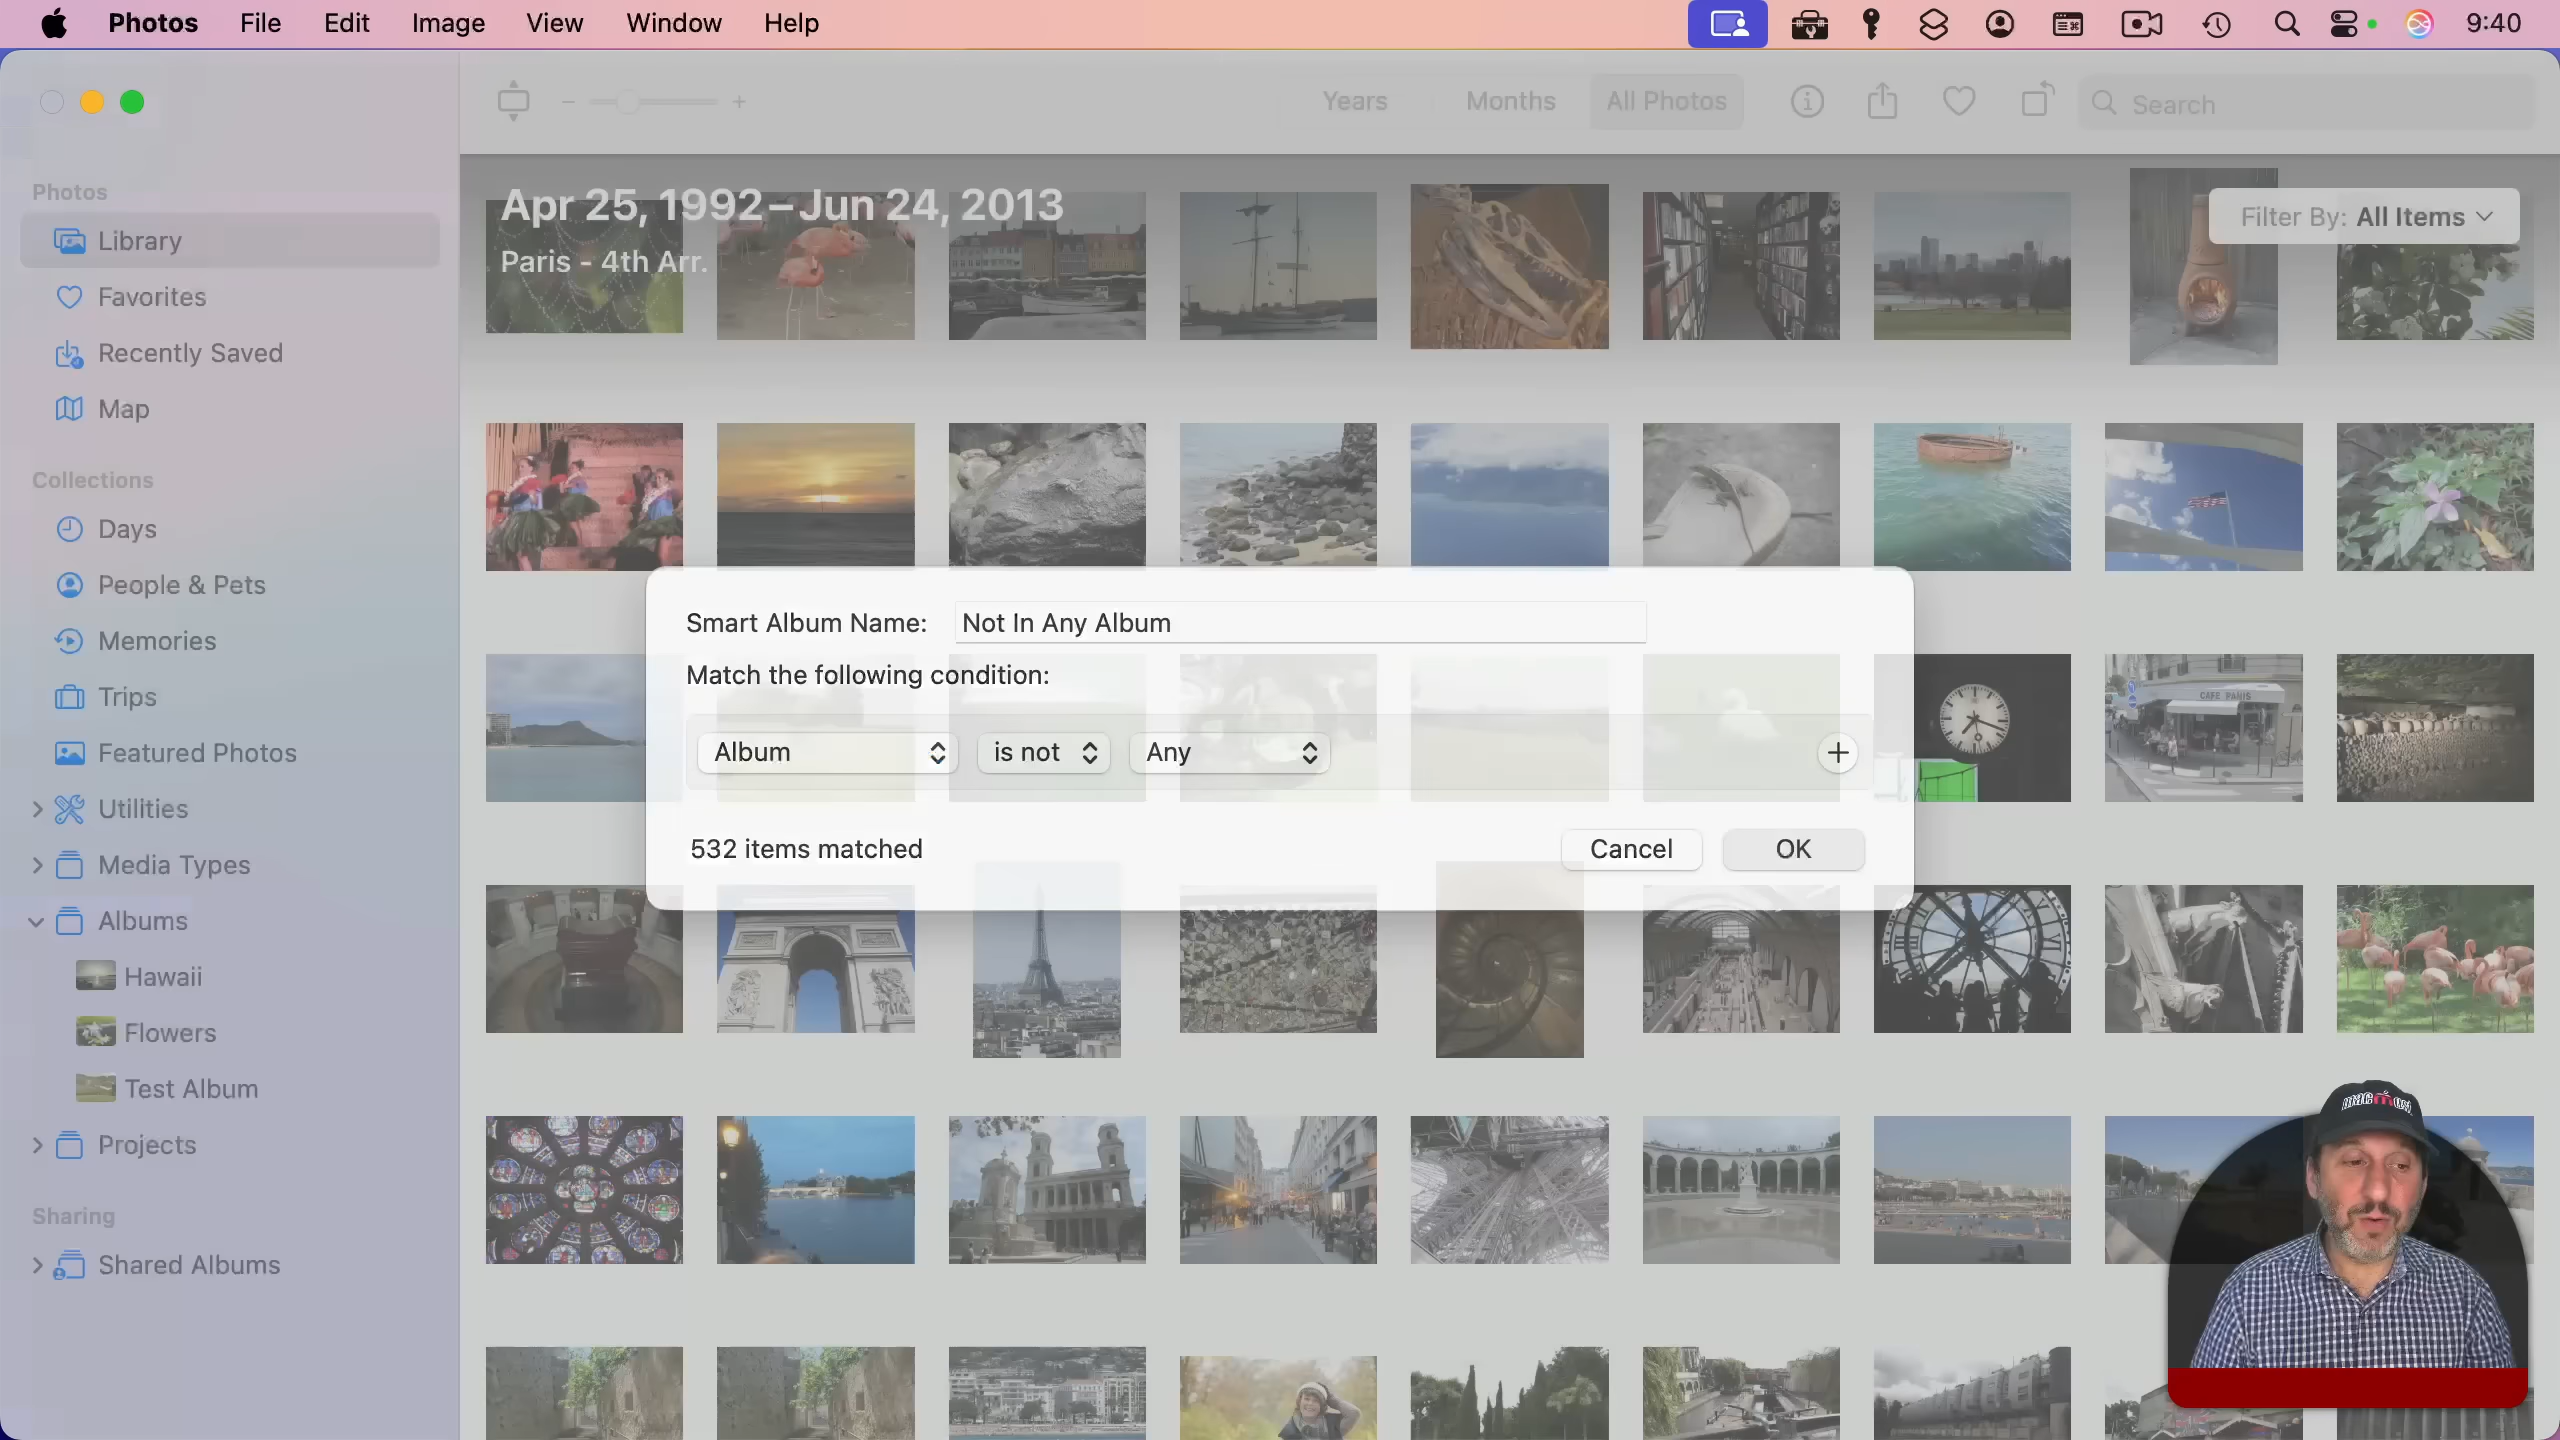 Photos File Edit Image View Window Help 9:40
Years Months All Photos Search
Photos
Library
Favorites
Recently Saved
Map
Collections
Days
People & Pets
Memories
Trips
Featured Photos
Utilities
Media Types
Albums
Hawaii
Flowers
Test Album
Projects
Sharing
Shared Albums
Apr 25, 1992 – Jun 24, 2013
Paris - 4th Arr.
Filter By: All Items
Smart Album Name: Not In Any Album
Match the following condition:
Album is not Any
532 items matched Cancel OK
CAFE PARIS
macmost